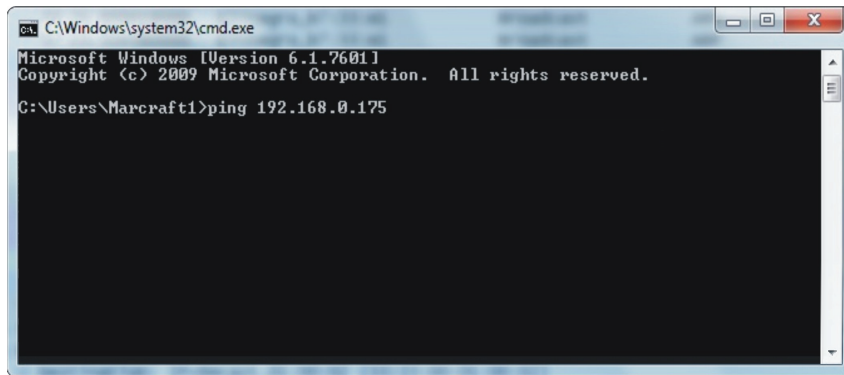 C:\Windows\system32\cmd.exe
Microsoft Windows [Version 6.1.7601]
Copyright (c) 2009 Microsoft Corporation.  All rights reserved.
C:\Users\Marcraft1>ping 192.168.0.175